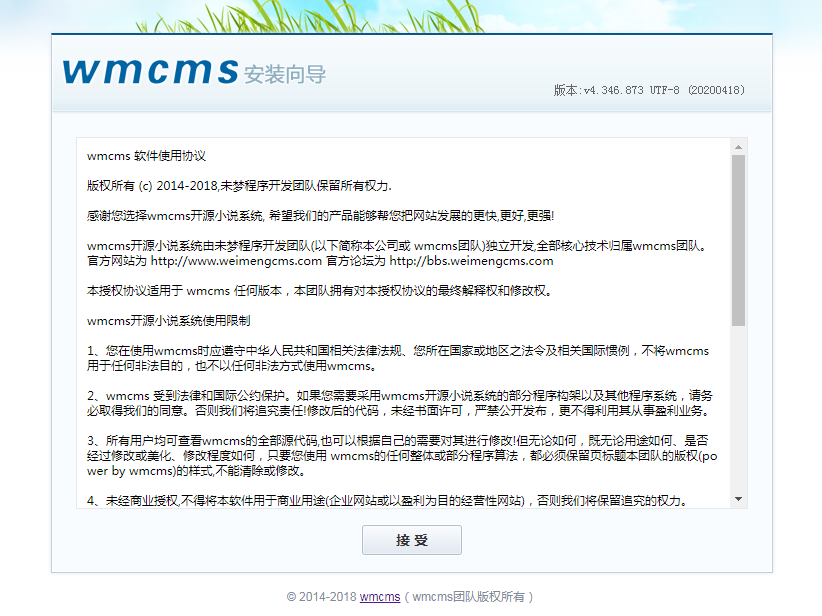 wmcms 安装向导
版本:v4.346.873 UTF-8 (20200418)
wmcms 软件使用协议
版权所有 (c) 2014-2018,未梦程序开发团队保留所有权力.
感谢您选择wmcms开源小说系统, 希望我们的产品能够帮您把网站发展的更快,更好,更强!
wmcms开源小说系统由未梦程序开发团队(以下简称本公司或 wmcms团队)独立开发,全部核心技术归属wmcms团队。
官方网站为 http://www.weimengcms.com 官方论坛为 http://bbs.weimengcms.com
本授权协议适用于 wmcms 任何版本，本团队拥有对本授权协议的最终解释权和修改权。
wmcms开源小说系统使用限制
1、您在使用wmcms时应遵守中华人民共和国相关法律法规、您所在国家或地区之法令及相关国际惯例，不将wmcms
用于任何非法目的，也不以任何非法方式使用wmcms。
2、wmcms 受到法律和国际公约保护。如果您需要采用wmcms开源小说系统的部分程序构架以及其他程序系统，请务
必取得我们的同意。否则我们将追究责任!修改后的代码，未经书面许可，严禁公开发布，更不得利用其从事盈利业务。
3、所有用户均可查看wmcms的全部源代码,也可以根据自己的需要对其进行修改!但无论如何，既无论用途如何、是否
经过修改或美化、修改程度如何，只要您使用 wmcms的任何整体或部分程序算法，都必须保留页标题本团队的版权(po
wer by wmcms)的样式,不能清除或修改。
4、未经商业授权,不得将本软件用于商业用途(企业网站或以盈利为目的经营性网站)，否则我们将保留追究的权力。
接 受
© 2014-2018 wmcms（wmcms团队版权所有）